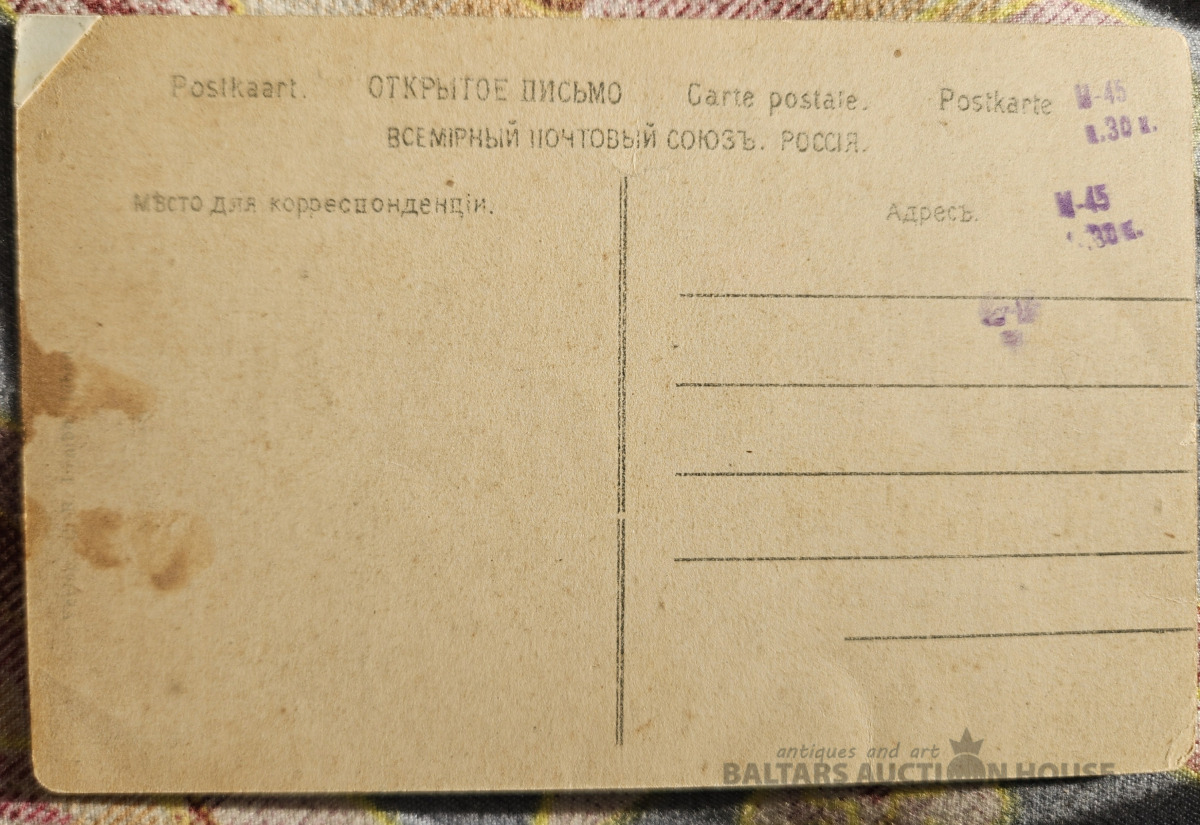 Postkaart. ОТКРЫТОЕ ПИСЬМО Carte postale. Postkarte
ВСЕМІРНЫЙ ПОЧТОВЫЙ СОЮЗЪ. РОССІЯ.
М-45
ц.30 к.
Мѣсто для корреспонденціи.
Адресъ.
М-45
.30 к.
antiques and art
BALTARS AUCTION HOUSE